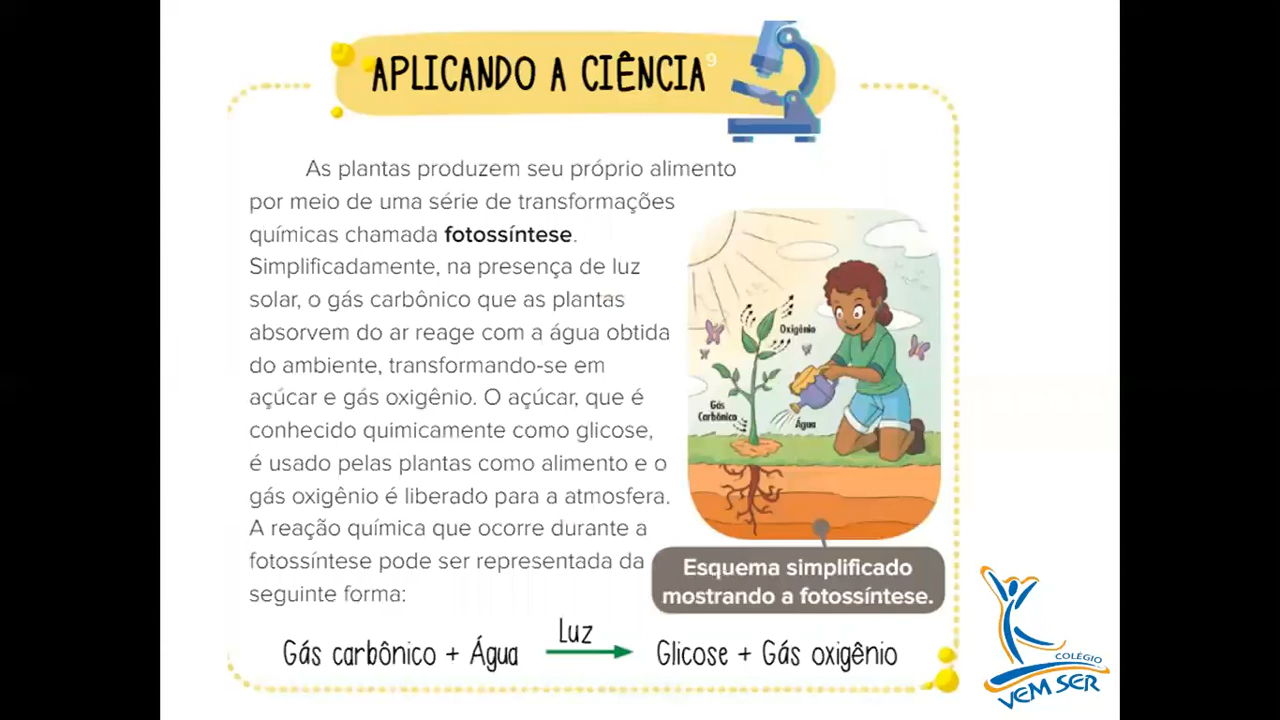 APLICANDO A CIÊNCIA 9
As plantas produzem seu próprio alimento
por meio de uma série de transformações
químicas chamada fotossíntese.
Simplificadamente, na presença de luz
solar, o gás carbônico que as plantas
absorvem do ar reage com a água obtida
do ambiente, transformando-se em
açúcar e gás oxigênio. O açúcar, que é
conhecido quimicamente como glicose,
é usado pelas plantas como alimento e o
gás oxigênio é liberado para a atmosfera.
A reação química que ocorre durante a
fotossíntese pode ser representada da
seguinte forma:
Oxigênio
Gás
Carbônico
Água
Esquema simplificado
mostrando a fotossíntese.
Luz
Gás carbônico + Água → Glicose + Gás oxigênio
COLÉGIO
VEM SER